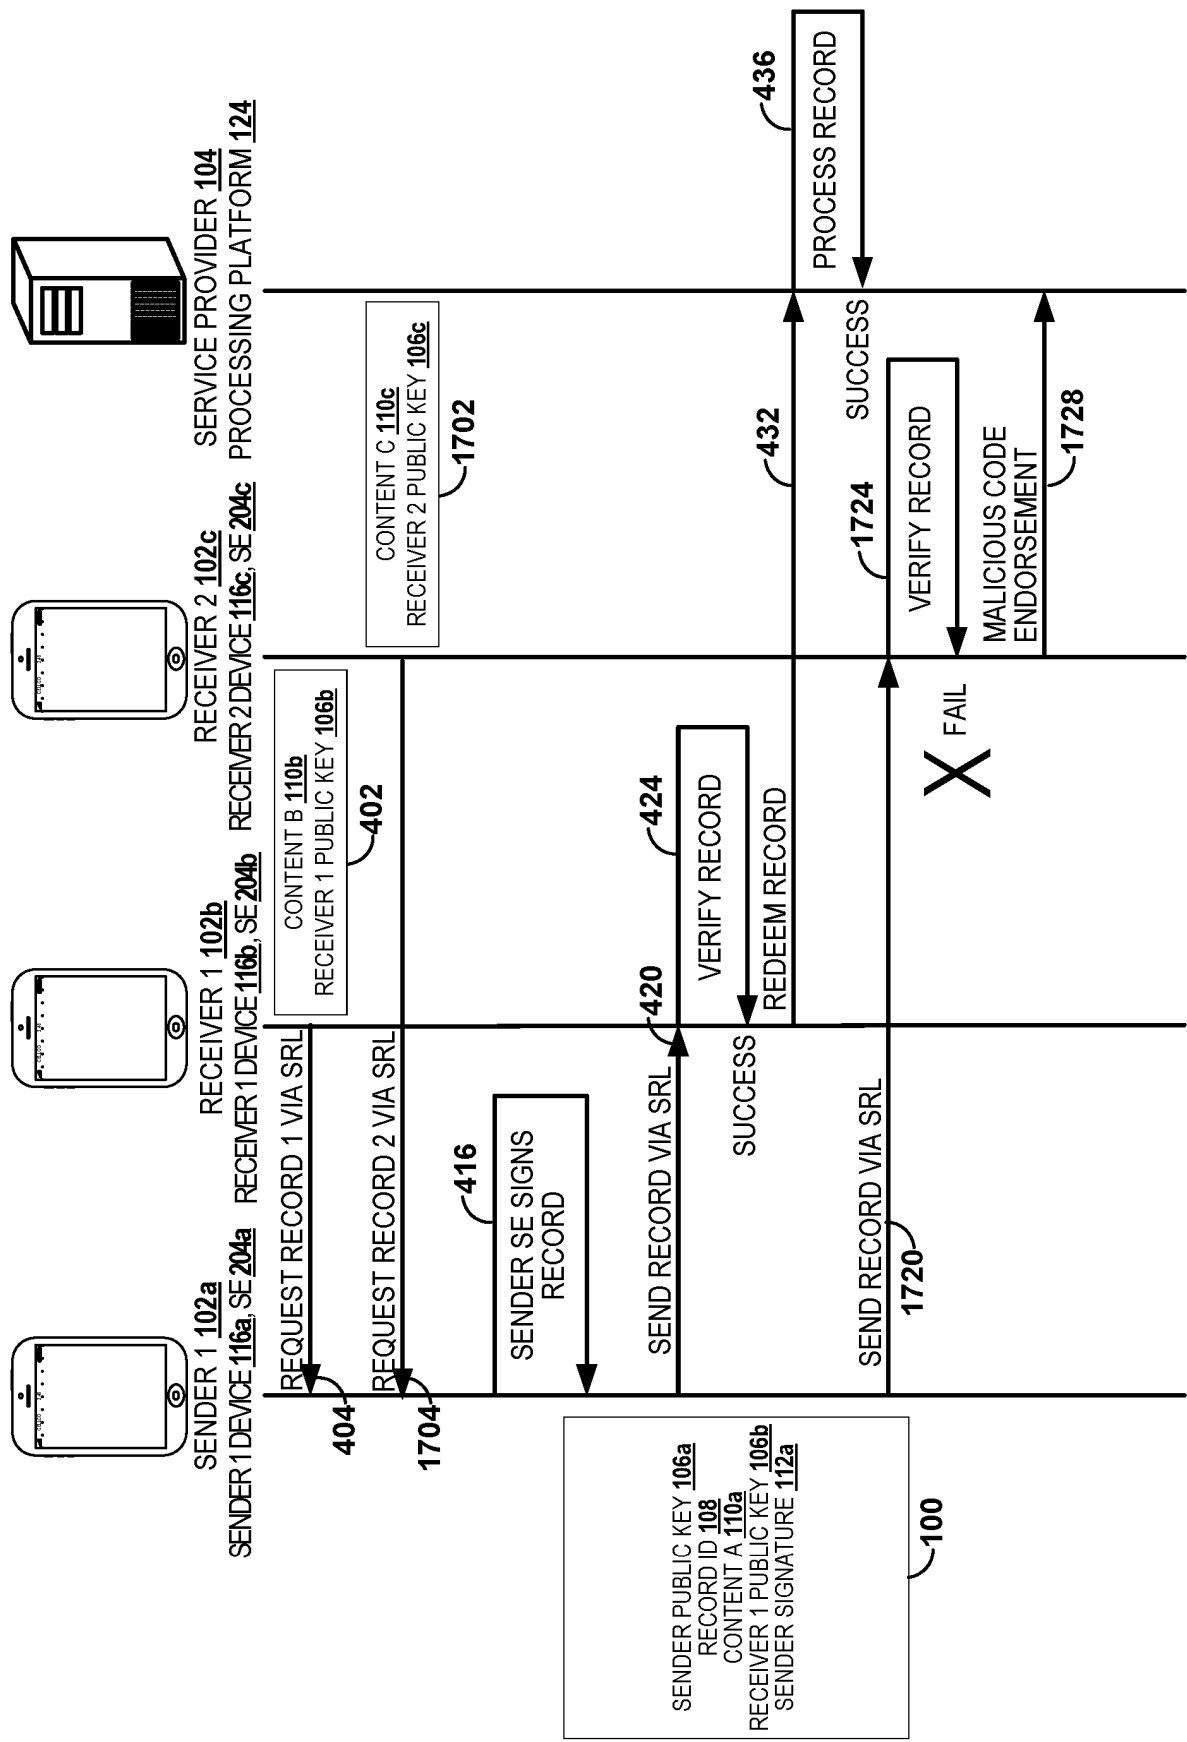 SENDER 1 102a
SENDER 1 DEVICE 116a, SE 204a
RECEIVER 1 102b
RECEIVER 1 DEVICE 116b, SE 204b
RECEIVER 2 102c
RECEIVER 2 DEVICE 116c, SE 204c
SERVICE PROVIDER 104
PROCESSING PLATFORM 124
CONTENT B 110b
RECEIVER 1 PUBLIC KEY 106b
402
REQUEST RECORD 1 VIA SRL
404
CONTENT C 110c
RECEIVER 2 PUBLIC KEY 106c
1702
REQUEST RECORD 2 VIA SRL
1704
416
SENDER SE SIGNS
RECORD
SENDER PUBLIC KEY 106a
RECORD ID 108
CONTENT A 110a
RECEIVER 1 PUBLIC KEY 106b
SENDER SIGNATURE 112a
100
SEND RECORD VIA SRL
420
424
VERIFY RECORD
SUCCESS
REDEEM RECORD
432
436
PROCESS RECORD
SUCCESS
SEND RECORD VIA SRL
1720
1724
VERIFY RECORD
X
FAIL
MALICIOUS CODE
ENDORSEMENT
1728